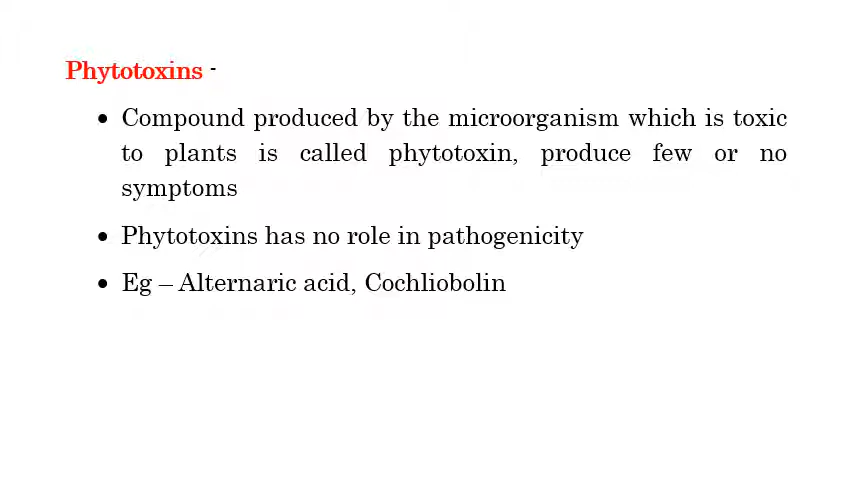 Phytotoxins -
• Compound produced by the microorganism which is toxic
to plants is called phytotoxin, produce few or no
symptoms
• Phytotoxins has no role in pathogenicity
• Eg – Alternaric acid, Cochliobolin